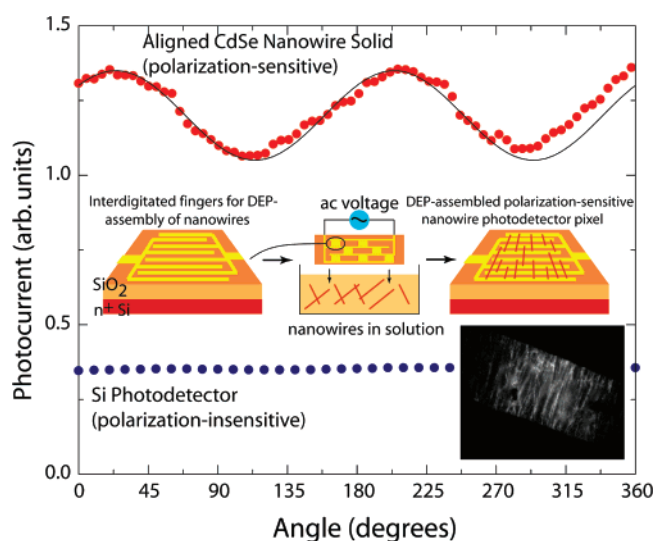 Aligned CdSe Nanowire Solid
(polarization-sensitive)
Interdigitated fingers for DEP-
assembly of nanowires
ac voltage
DEP-assembled polarization-sensitive
nanowire photodetector pixel
SiO2
n+ Si
nanowires in solution
Si Photodetector
(polarization-insensitive)
Photocurrent (arb. units)
1.5
1.0
0.5
0.0
0 45 90 135 180 225 270 315 360
Angle (degrees)